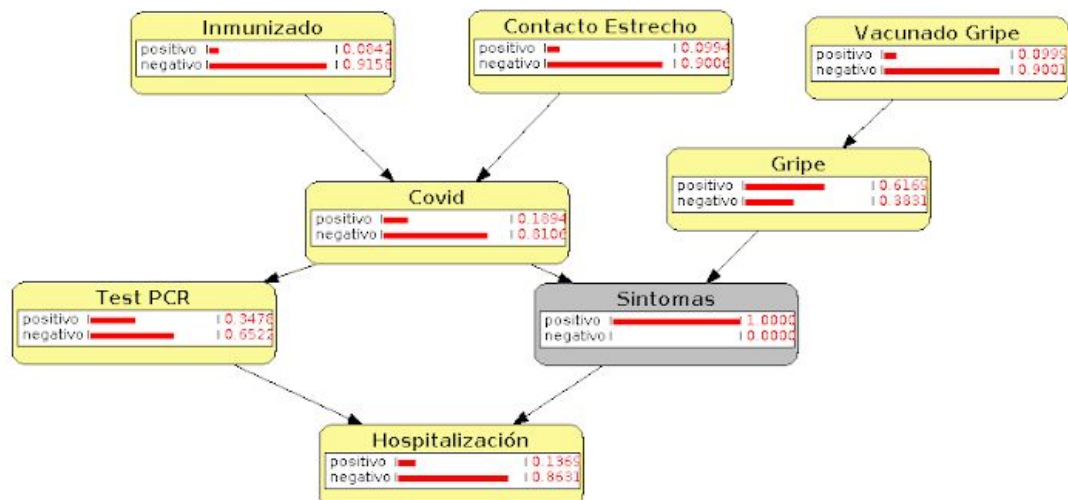 Inmunizado
positivo 0.0842
negativo 0.9158
Contacto Estrecho
positivo 0.0994
negativo 0.9006
Vacunado Gripe
positivo 0.0999
negativo 0.9001
Gripe
positivo 0.6169
negativo 0.3831
Covid
positivo 0.1894
negativo 0.8106
Test PCR
positivo 0.3478
negativo 0.6522
Sintomas
positivo 1.0000
negativo 0.0000
Hospitalización
positivo 0.1369
negativo 0.8631